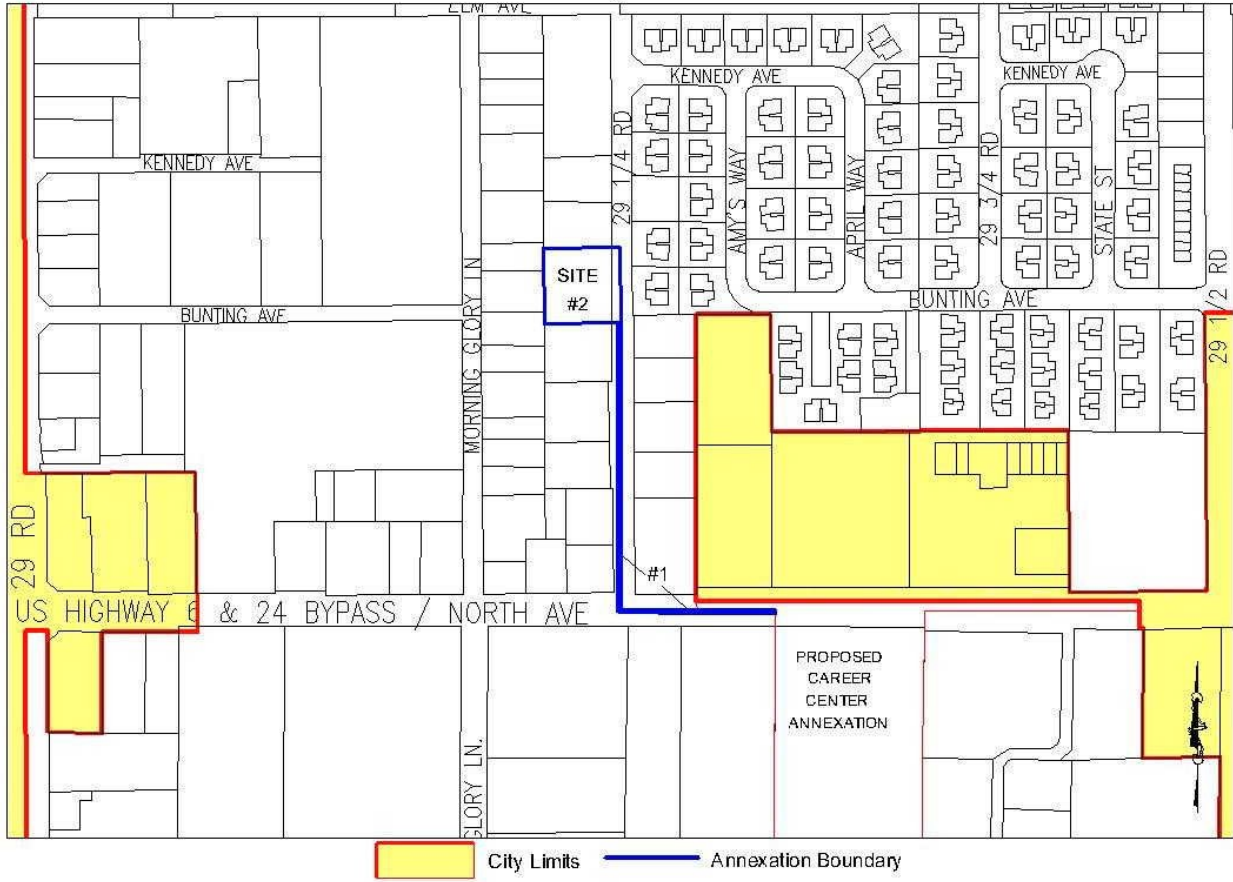 ELM AVE
KENNEDY AVE
KENNEDY AVE
KENNEDY AVE
29 1/4 RD
AMY'S WAY
APRIL WAY
29 3/4 RD
STATE ST
29 1/2 RD
MORNING GLORY LN
SITE
#2
BUNTING AVE
BUNTING AVE
29 RD
#1
US HIGHWAY 6 & 24 BYPASS / NORTH AVE
PROPOSED
CAREER
CENTER
ANNEXATION
GLORY LN.
City Limits
Annexation Boundary